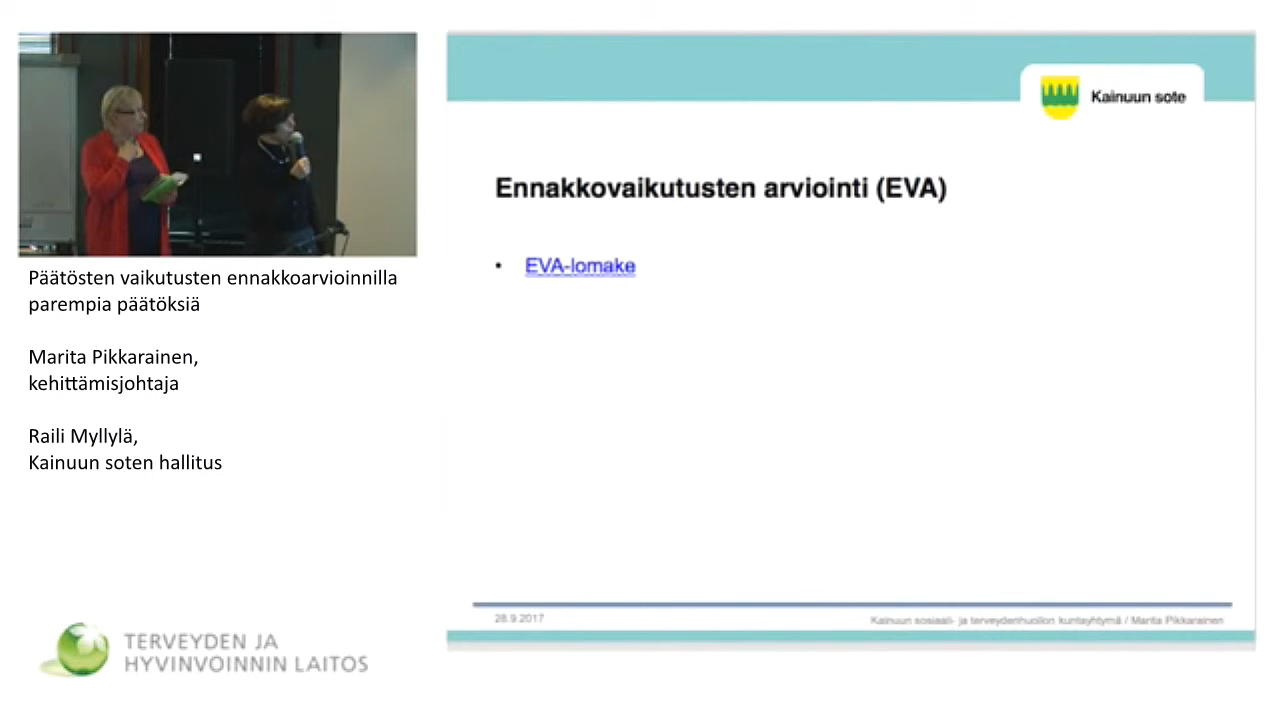 Kainuun sote
Ennakkovaikutusten arviointi (EVA)
• EVA-lomake
28.9.2017
Kainuun sosiaali- ja terveydenhuollon kuntayhtymä / Marita Pikkarainen
Päätösten vaikutusten ennakkoarvioinnilla
parempia päätöksiä
Marita Pikkarainen,
kehittämisjohtaja
Raili Myllylä,
Kainuun soten hallitus
TERVEYDEN JA
HYVINVOINNIN LAITOS